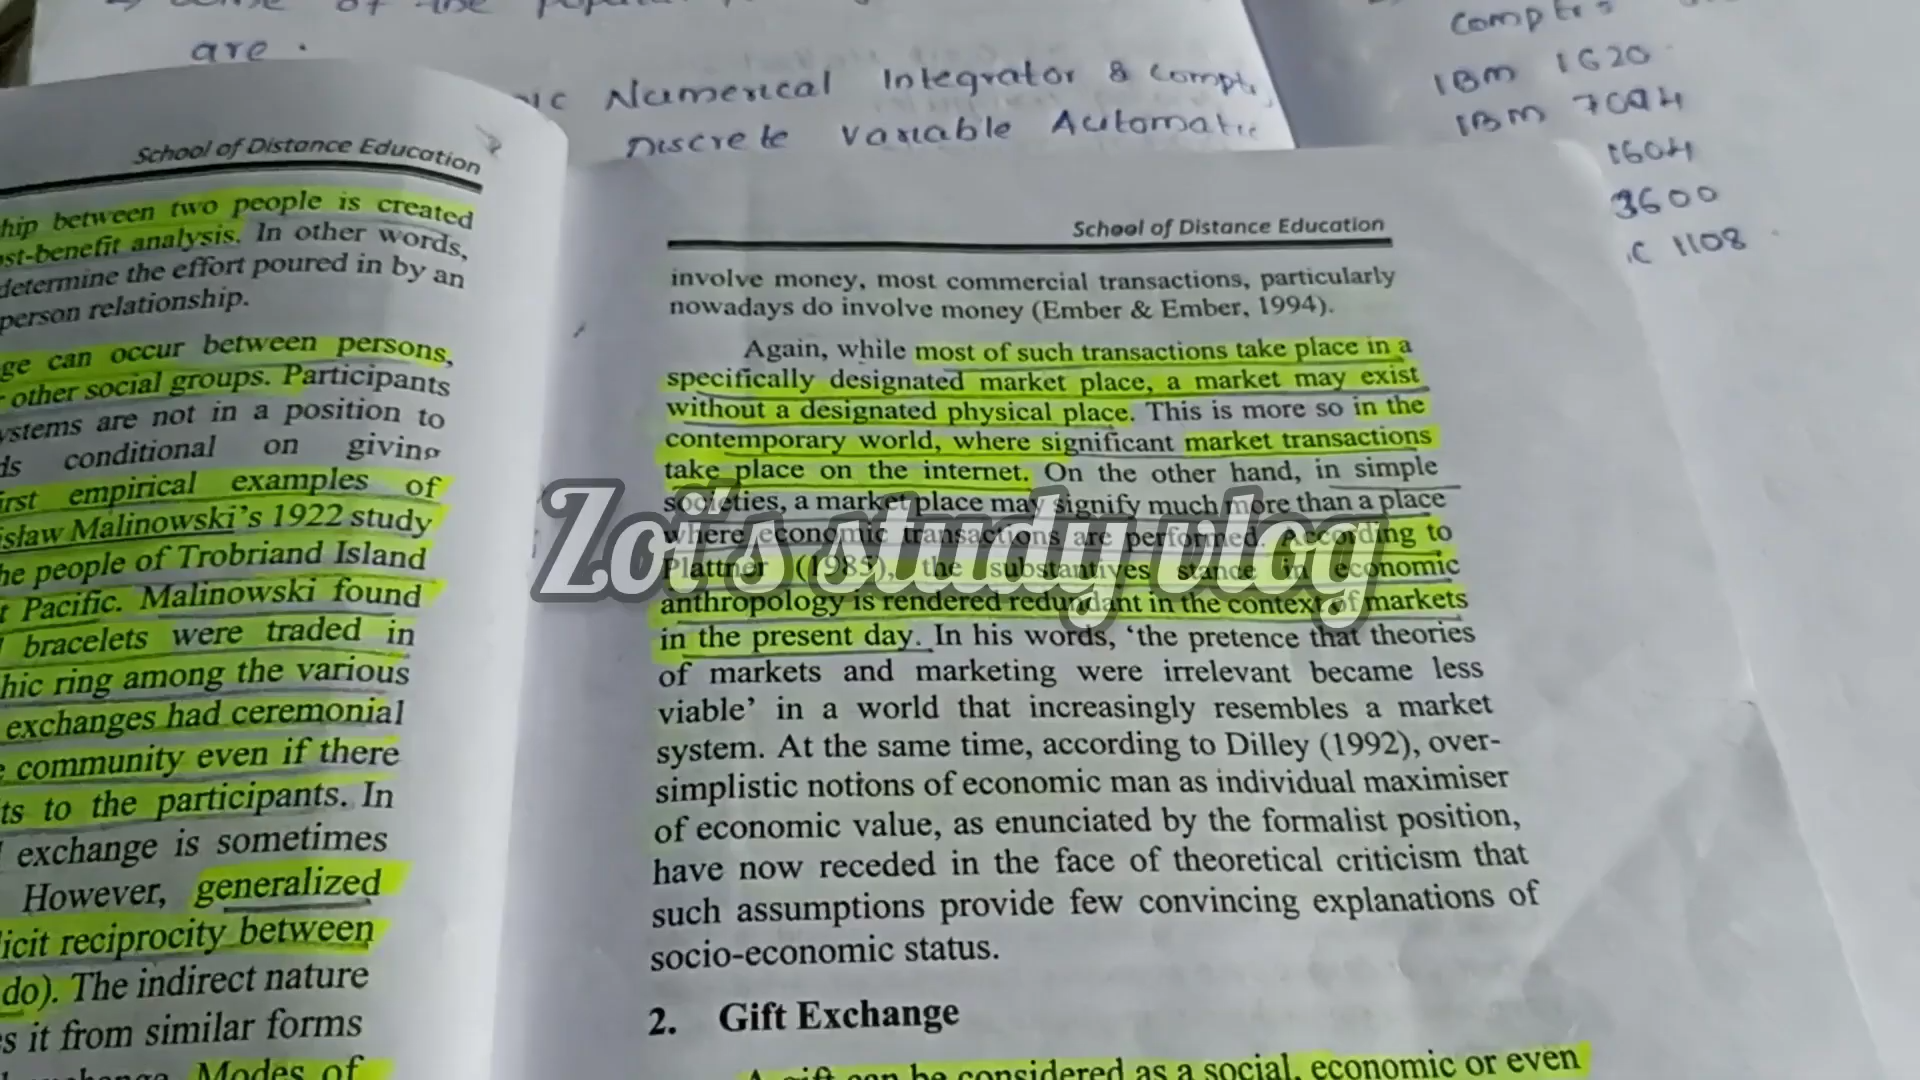 are.
Numerical Integrator & Compt
Discrete Variable Automatic
IBM 1620
IBM 7094
1604
3600
C 1108
School of Distance Education
hip between two people is created
st-benefit analysis. In other words,
determine the effort poured in by an
person relationship.
ge can occur between persons,
other social groups. Participants
ystems are not in a position to
ds conditional on giving
irst empirical examples of
isław Malinowski's 1922 study
he people of Trobriand Island
t Pacific. Malinowski found
bracelets were traded in
hic ring among the various
exchanges had ceremonial
community even if there
ts to the participants. In
exchange is sometimes
However, generalized
icit reciprocity between
do). The indirect nature
s it from similar forms
Modes of
School of Distance Education
involve money, most commercial transactions, particularly
nowadays do involve money (Ember & Ember, 1994).
Again, while most of such transactions take place in a
specifically designated market place, a market may exist
without a designated physical place. This is more so in the
contemporary world, where significant market transactions
take place on the internet. On the other hand, in simple
societies, a market place may signify much more than a place
where economic transactions are performed. According to
Plattner (1985), the substantives stance in economic
anthropology is rendered redundant in the context of markets
in the present day. In his words, 'the pretence that theories
of markets and marketing were irrelevant became less
viable' in a world that increasingly resembles a market
system. At the same time, according to Dilley (1992), over-
simplistic notions of economic man as individual maximiser
of economic value, as enunciated by the formalist position,
have now receded in the face of theoretical criticism that
such assumptions provide few convincing explanations of
socio-economic status.
2. Gift Exchange
A gift can be considered as a social, economic or even
Zoi's study vlog